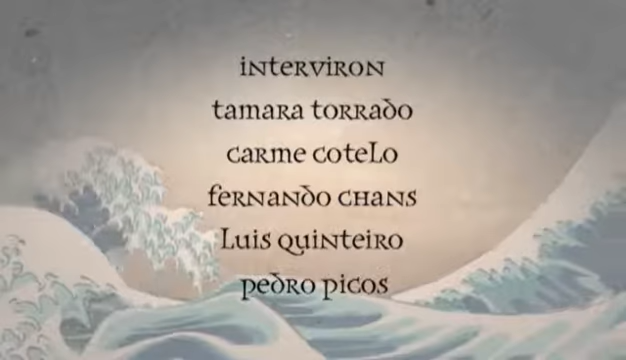 interviron
tamara torrado
carme cotelo
fernando chans
Luis quinteiro
pedro picos